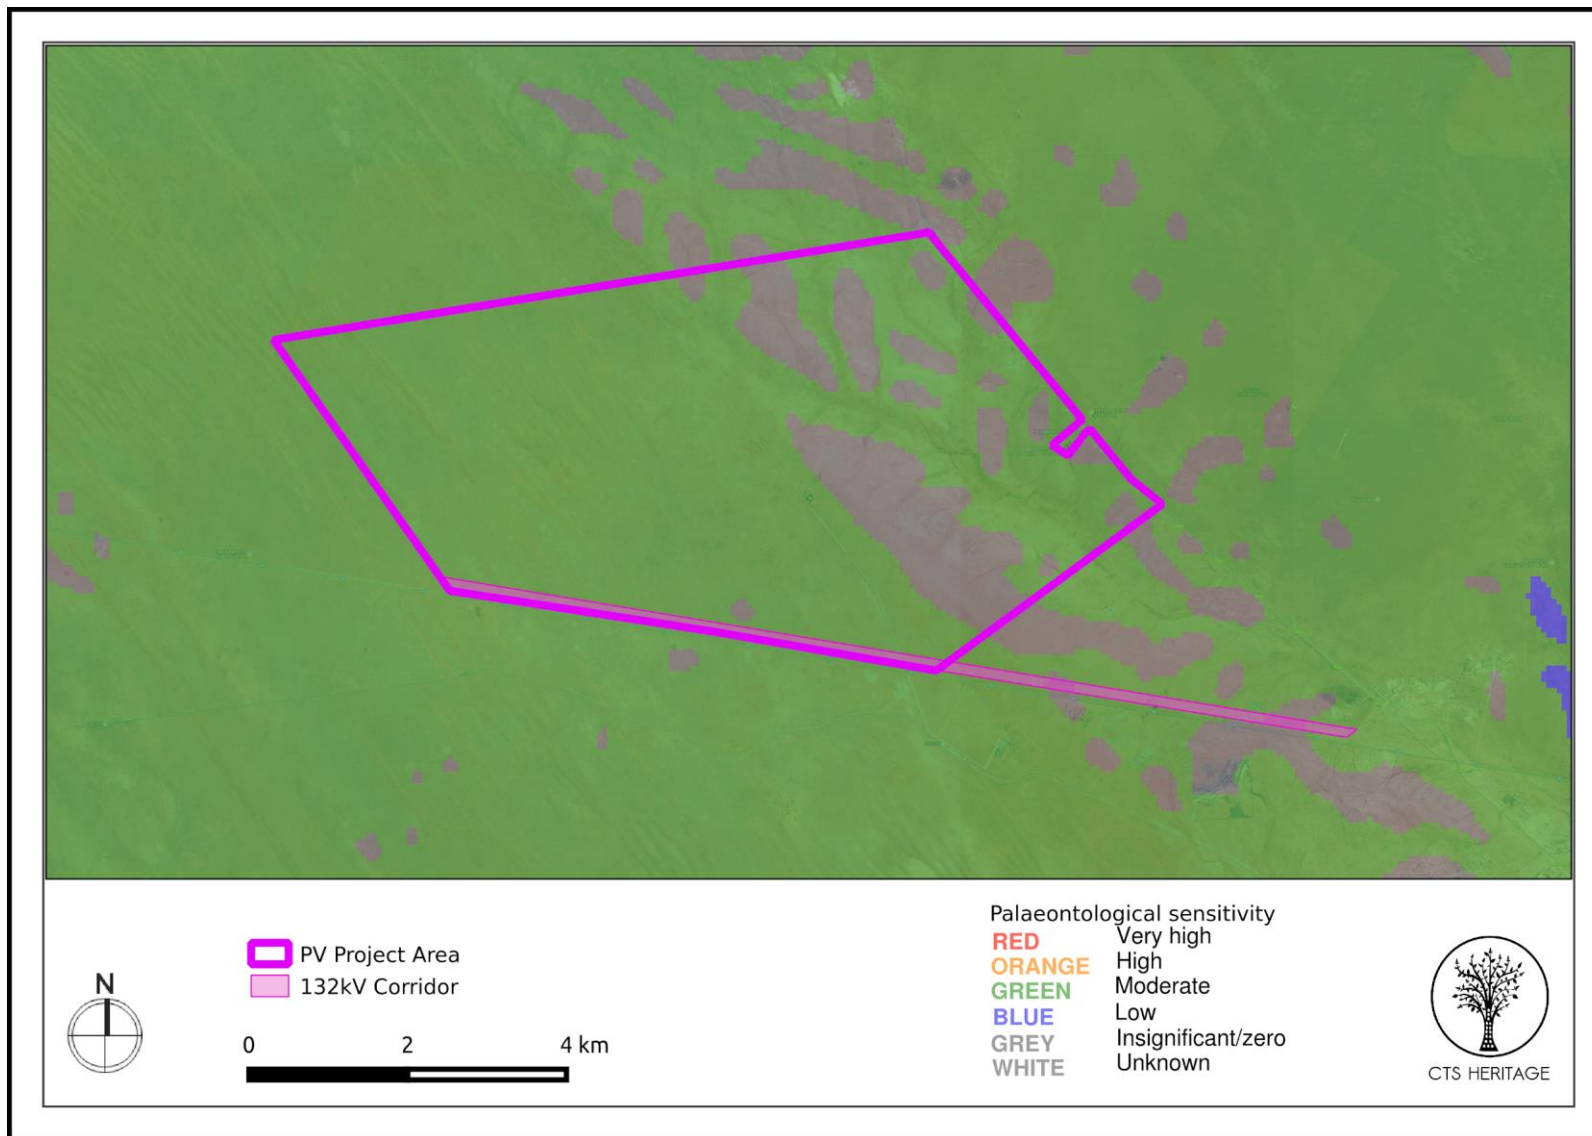 Palaeontological sensitivity
RED Very high
ORANGE High
GREEN Moderate
BLUE Low
GREY Insignificant/zero
WHITE Unknown
PV Project Area
132kV Corridor
N
0 2 4 km
CTS HERITAGE